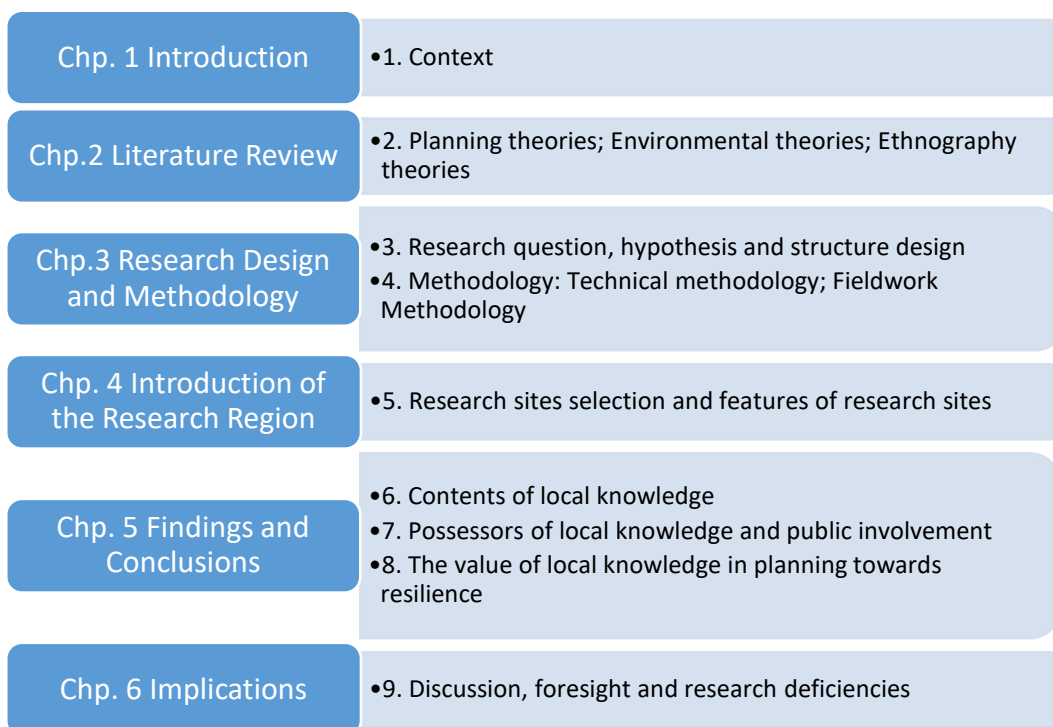 Chp. 1 Introduction
•1. Context
Chp.2 Literature Review
•2. Planning theories; Environmental theories; Ethnography
theories
Chp.3 Research Design
and Methodology
•3. Research question, hypothesis and structure design
•4. Methodology: Technical methodology; Fieldwork
Methodology
Chp. 4 Introduction of
the Research Region
•5. Research sites selection and features of research sites
Chp. 5 Findings and
Conclusions
•6. Contents of local knowledge
•7. Possessors of local knowledge and public involvement
•8. The value of local knowledge in planning towards
resilience
Chp. 6 Implications
•9. Discussion, foresight and research deficiencies